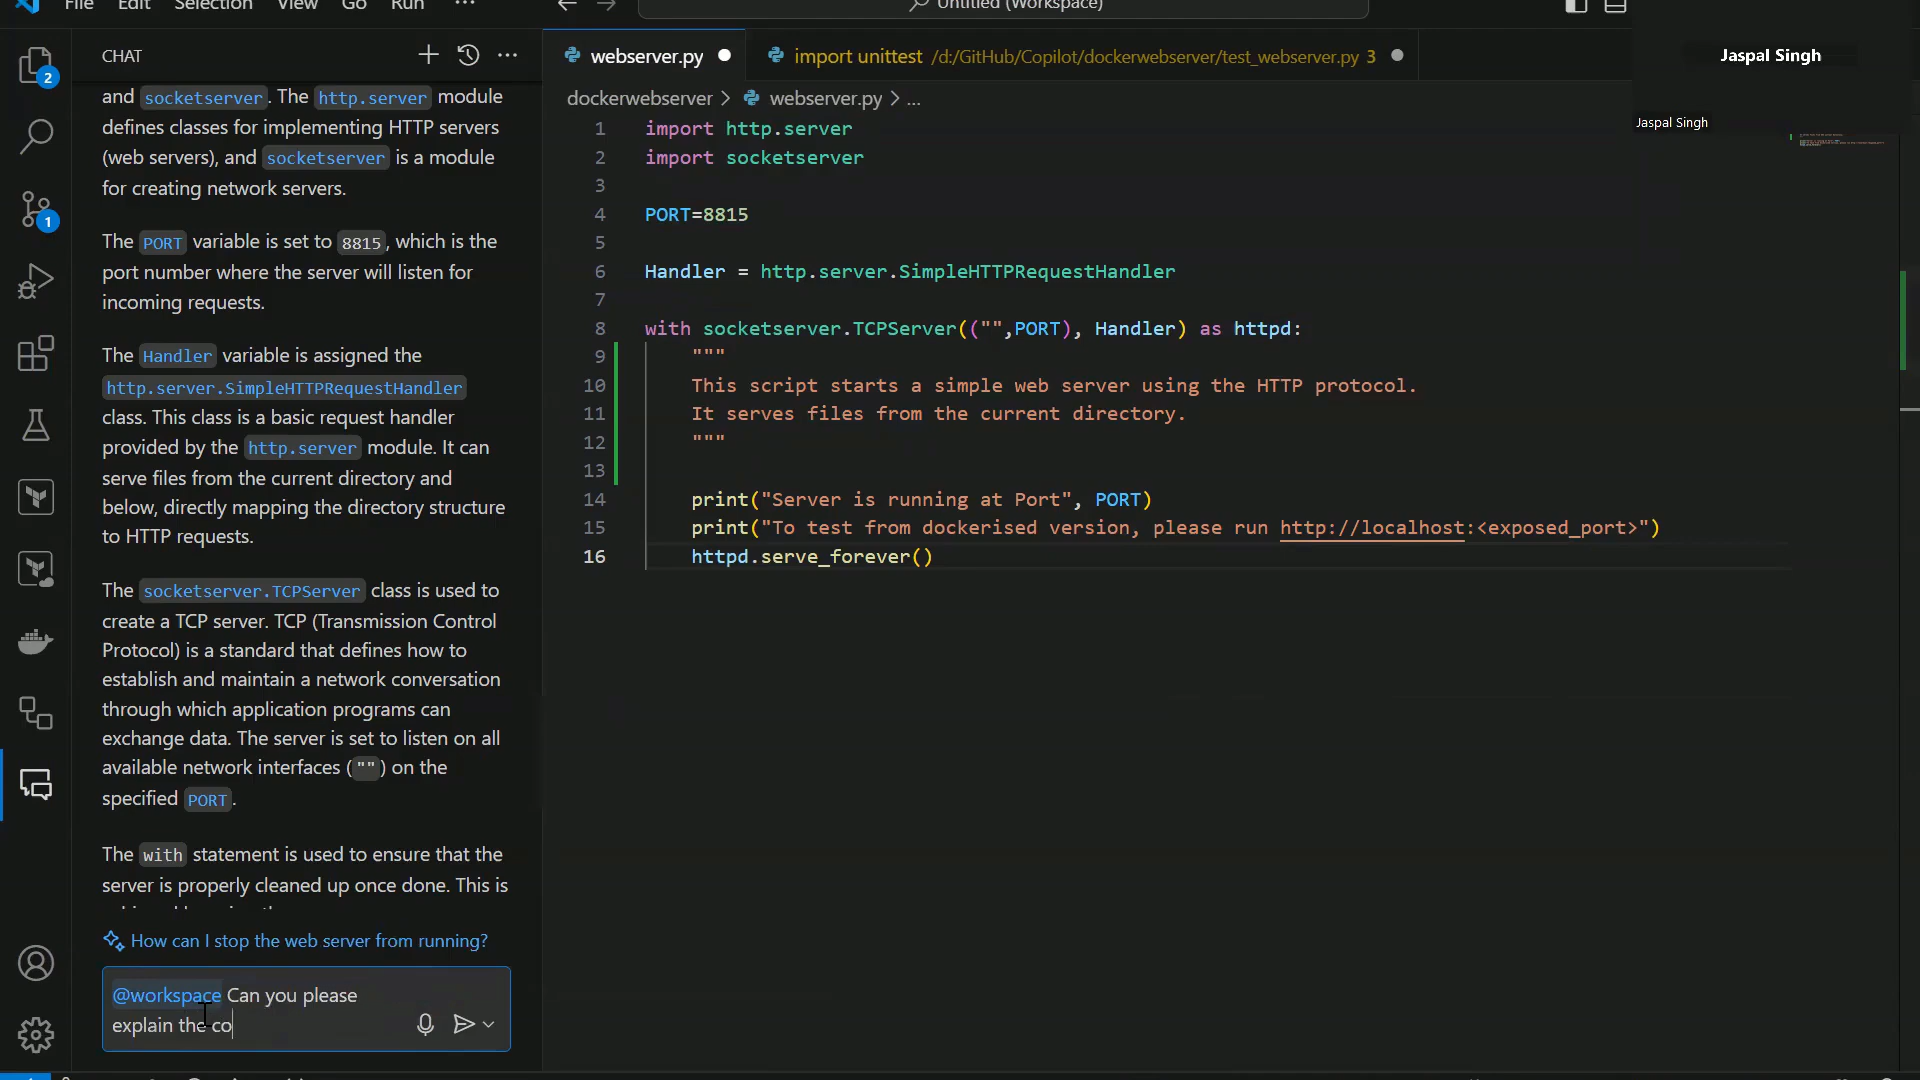 File Edit Selection View Go Run ···
Untitled (Workspace)
CHAT
and socketserver. The http.server module
defines classes for implementing HTTP servers
(web servers), and socketserver is a module
for creating network servers.
The PORT variable is set to 8815, which is the
port number where the server will listen for
incoming requests.
The Handler variable is assigned the
http.server.SimpleHTTPRequestHandler
class. This class is a basic request handler
provided by the http.server module. It can
serve files from the current directory and
below, directly mapping the directory structure
to HTTP requests.
The socketserver.TCPServer class is used to
create a TCP server. TCP (Transmission Control
Protocol) is a standard that defines how to
establish and maintain a network conversation
through which application programs can
exchange data. The server is set to listen on all
available network interfaces ("") on the
specified PORT.
The with statement is used to ensure that the
server is properly cleaned up once done. This is
How can I stop the web server from running?
@workspace Can you please
explain the co
2
1
webserver.py
import unittest /d:/GitHub/Copilot/dockerwebserver/test_webserver.py 3
dockerwebserver > webserver.py > ...
1 import http.server
2 import socketserver
3
4 PORT=8815
5
6 Handler = http.server.SimpleHTTPRequestHandler
7
8 with socketserver.TCPServer(("",PORT), Handler) as httpd:
9 """
10 This script starts a simple web server using the HTTP protocol.
11 It serves files from the current directory.
12 """
13
14 print("Server is running at Port", PORT)
15 print("To test from dockerised version, please run http://localhost:<exposed_port>")
16 httpd.serve_forever()
Jaspal Singh
Jaspal Singh